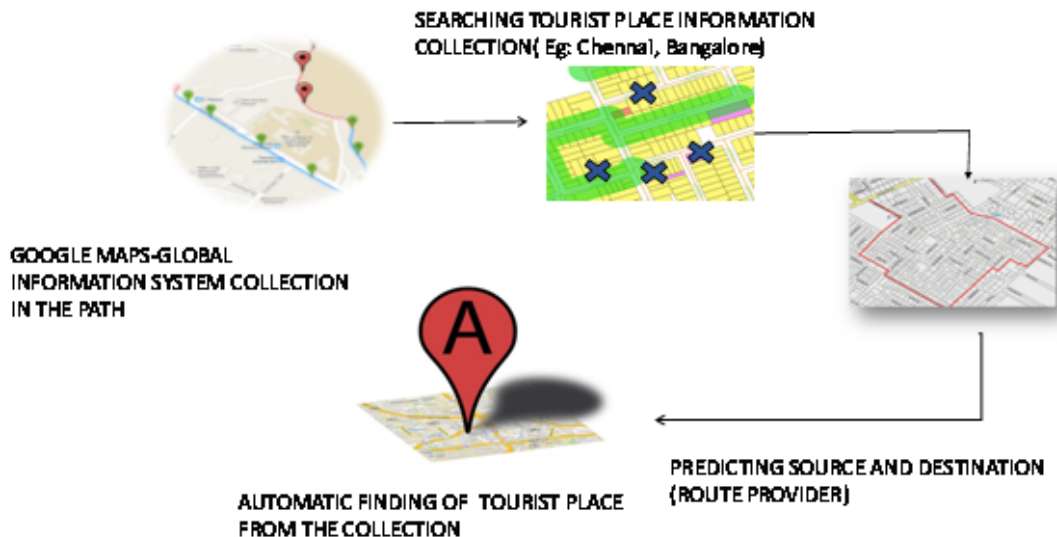 SEARCHING TOURIST PLACE INFORMATION
COLLECTION( Eg: Chennai, Bangalore)
GOOGLE MAPS-GLOBAL
INFORMATION SYSTEM COLLECTION
IN THE PATH
A
PREDICTING SOURCE AND DESTINATION
(ROUTE PROVIDER)
AUTOMATIC FINDING OF TOURIST PLACE
FROM THE COLLECTION